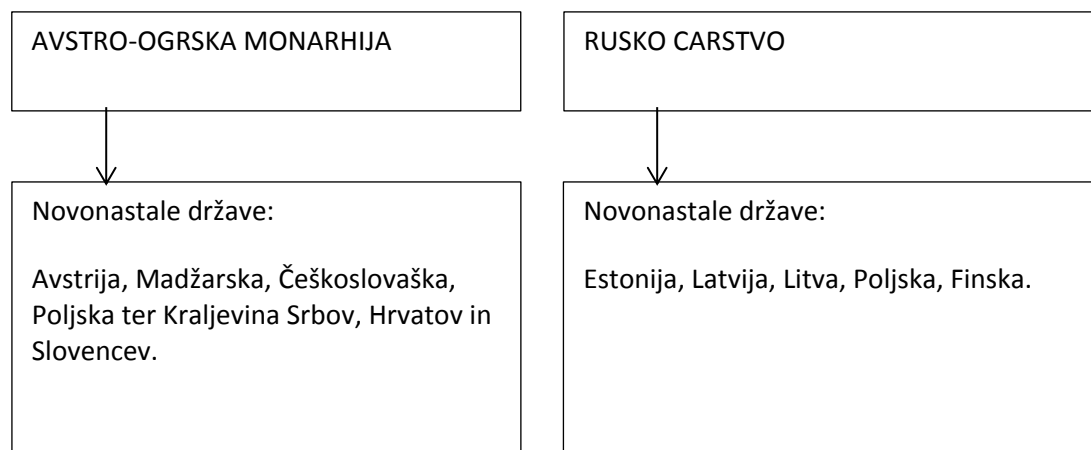 AVSTRO-OGRSKA MONARHIJA
Novonastale države:
Avstrija, Madžarska, Češkoslovaška,
Poljska ter Kraljevina Srbov, Hrvatov in
Slovencev.
RUSKO CARSTVO
Novonastale države:
Estonija, Latvija, Litva, Poljska, Finska.